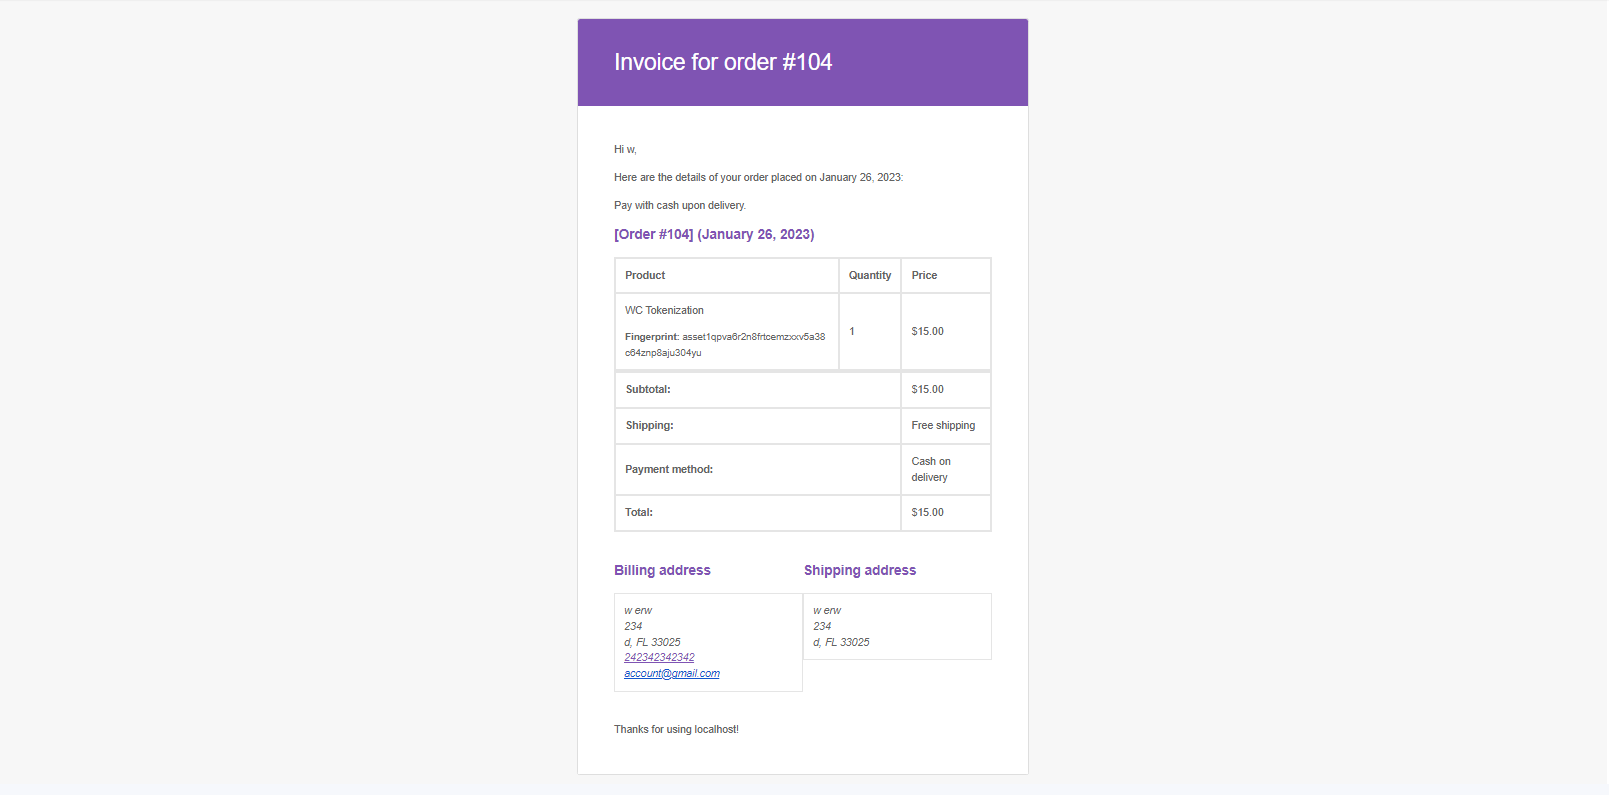 Invoice for order #104
Hi w,
Here are the details of your order placed on January 26, 2023:
Pay with cash upon delivery.
[Order #104] (January 26, 2023)
Product Quantity Price
WC Tokenization
Fingerprint: asset1qpva6r2n8frtcemzxxv5a38
c64znp8aju304yu
1 $15.00
Subtotal: $15.00
Shipping: Free shipping
Payment method: Cash on
delivery
Total: $15.00
Billing address
w erw
234
d, FL 33025
242342342342
account@gmail.com
Shipping address
w erw
234
d, FL 33025
Thanks for using localhost!